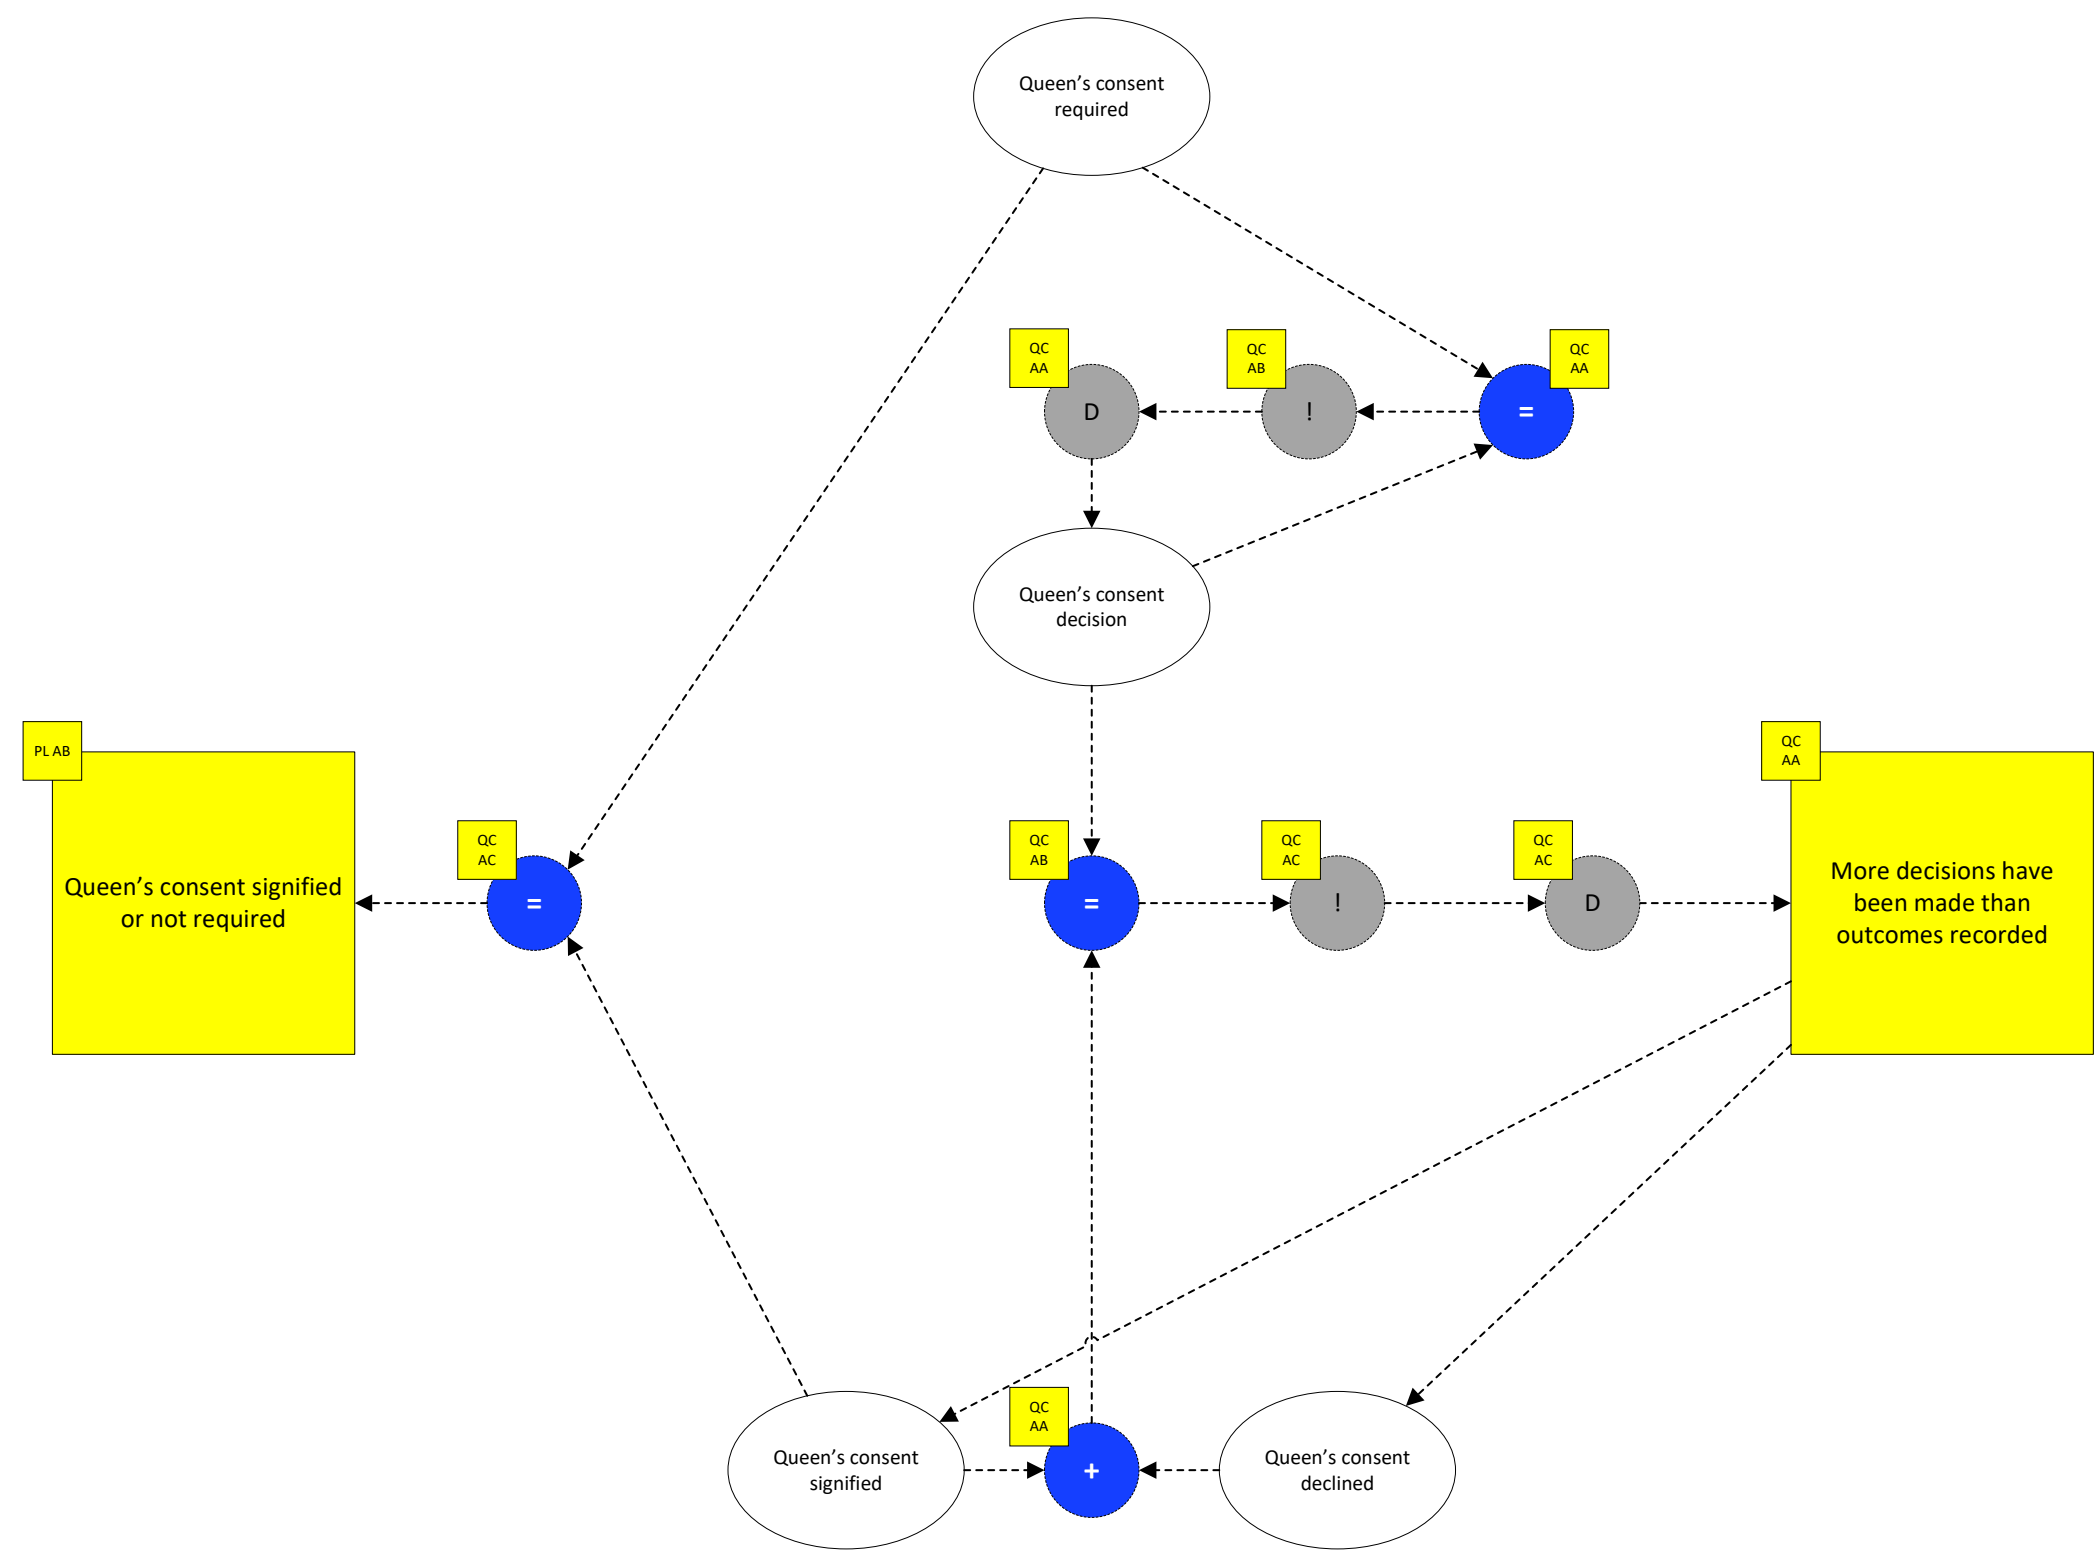 Queen's consent
required
QC
AA
D
QC
AB
!
QC
AA
=
Queen's consent
decision
PL AB
Queen's consent signified
or not required
QC
AC
=
QC
AB
=
QC
AC
!
QC
AC
D
QC
AA
More decisions have
been made than
outcomes recorded
Queen's consent
signified
QC
AA
+
Queen's consent
declined